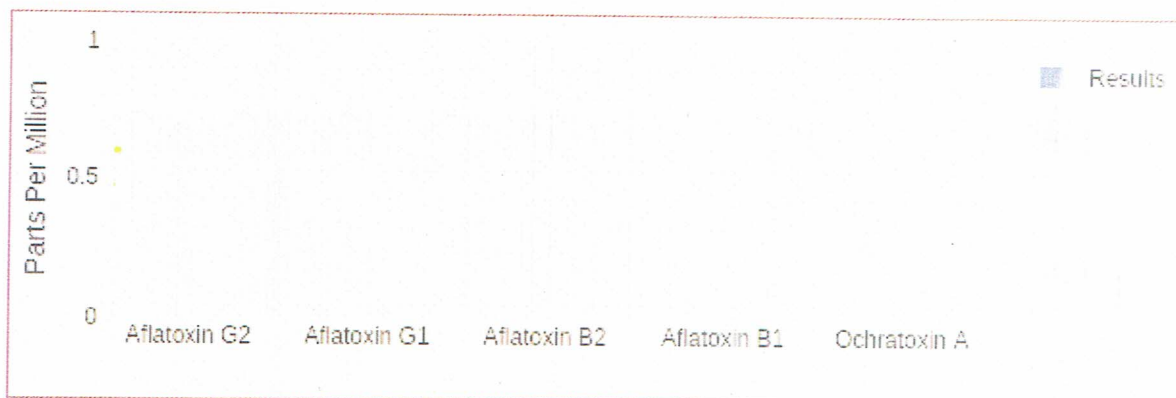 1
Results
Parts Per Million
0.5
0
Aflatoxin G2
Aflatoxin G1
Aflatoxin B2
Aflatoxin B1
Ochratoxin A